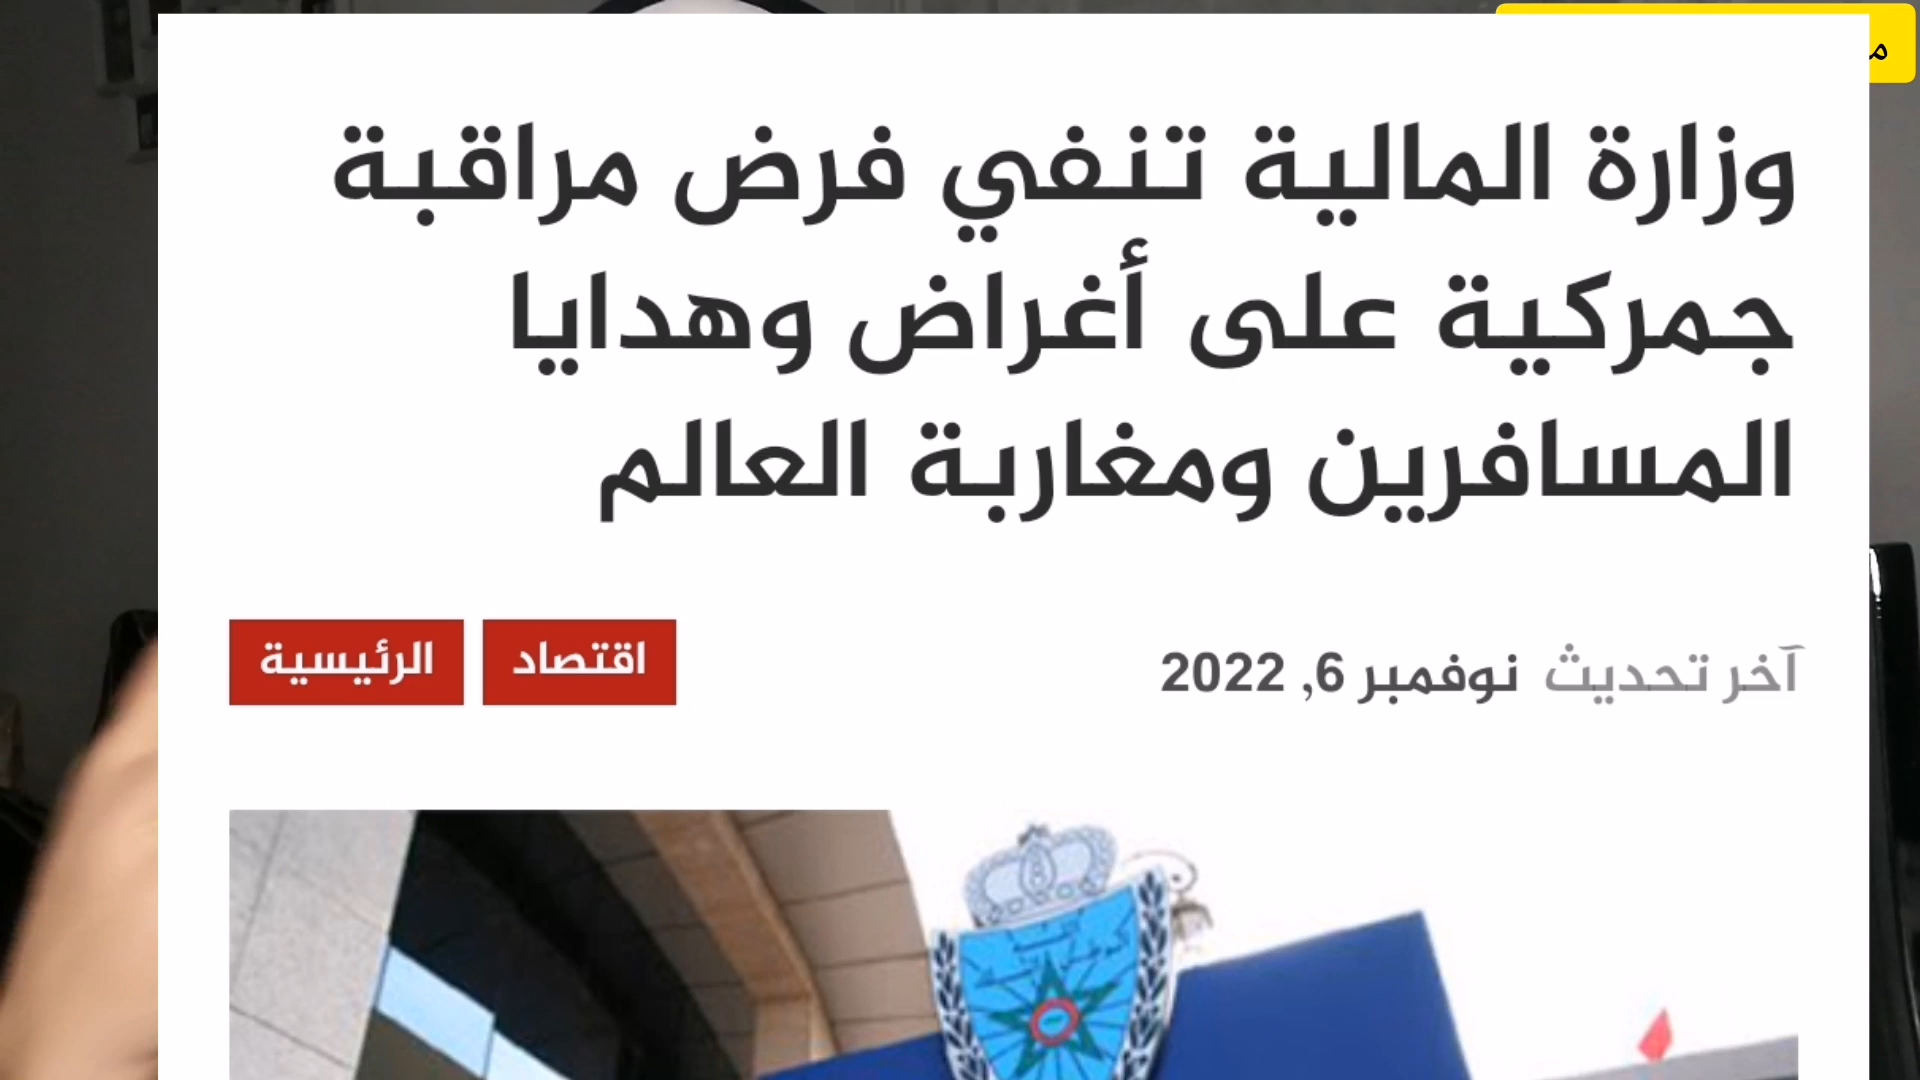 وزارة المالية تنفي فرض مراقبة
جمركية على أغراض وهدايا
المسافرين ومغاربة العالم
آخر تحديث نوفمبر 6, 2022
اقتصاد
الرئيسية